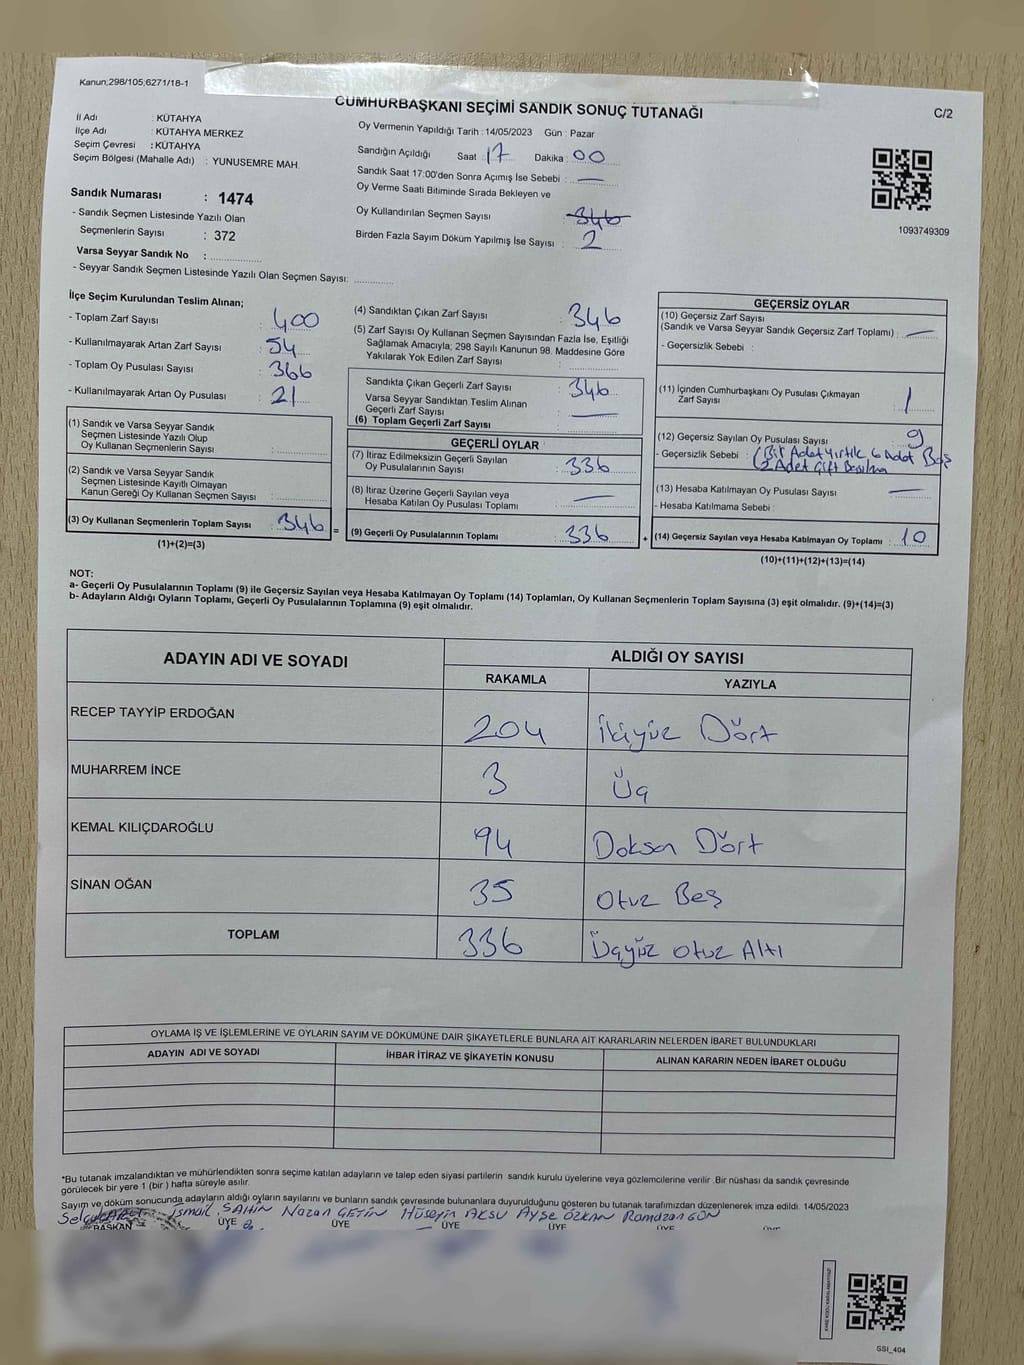 Kanun;298/105;6271/18-1
CUMHURBAŞKANI SEÇİMİ SANDIK SONUÇ TUTANAĞI
C/2
İl Adı : KÜTAHYA
İlçe Adı : KÜTAHYA MERKEZ
Seçim Çevresi : KÜTAHYA
Seçim Bölgesi (Mahalle Adı) : YUNUSEMRE MAH.
Sandık Numarası : 1474
- Sandık Seçmen Listesinde Yazılı Olan
Seçmenlerin Sayısı : 372
Varsa Seyyar Sandık No :
- Seyyar Sandık Seçmen Listesinde Yazılı Olan Seçmen Sayısı:
Oy Vermenin Yapıldığı Tarih : 14/05/2023 Gün : Pazar
Sandığın Açıldığı Saat 17 Dakika : 00
Sandık Saat 17:00'den Sonra Açımış İse Sebebi : —
Oy Verme Saati Bitiminde Sırada Bekleyen ve
Oy Kullandırılan Seçmen Sayısı : 346
Birden Fazla Sayım Döküm Yapılmış İse Sayısı : 2
1093749309
İlçe Seçim Kurulundan Teslim Alınan;
- Toplam Zarf Sayısı : 400
- Kullanılmayarak Artan Zarf Sayısı : 54
- Toplam Oy Pusulası Sayısı : 366
- Kullanılmayarak Artan Oy Pusulası : 21
(1) Sandık ve Varsa Seyyar Sandık
Seçmen Listesinde Yazılı Olup
Oy Kullanan Seçmenlerin Sayısı :
(2) Sandık ve Varsa Seyyar Sandık
Seçmen Listesinde Kayıtlı Olmayan
Kanun Gereği Oy Kullanan Seçmen Sayısı :
(3) Oy Kullanan Seçmenlerin Toplam Sayısı : 346 =
(1)+(2)=(3)
(4) Sandıktan Çıkan Zarf Sayısı : 346
(5) Zarf Sayısı Oy Kullanan Seçmen Sayısından Fazla İse, Eşitliği
Sağlamak Amacıyla; 298 Sayılı Kanunun 98. Maddesine Göre
Yakılarak Yok Edilen Zarf Sayısı :
Sandıkta Çıkan Geçerli Zarf Sayısı : 346
Varsa Seyyar Sandıktan Teslim Alınan
Geçerli Zarf Sayısı : —
(6) Toplam Geçerli Zarf Sayısı :
GEÇERLİ OYLAR
(7) İtiraz Edilmeksizin Geçerli Sayılan
Oy Pusulalarının Sayısı : 336
(8) İtiraz Üzerine Geçerli Sayılan veya
Hesaba Katılan Oy Pusulası Toplamı : —
(9) Geçerli Oy Pusulalarının Toplamı : 336 +
GEÇERSİZ OYLAR
(10) Geçersiz Zarf Sayısı
(Sandık ve Varsa Seyyar Sandık Geçersiz Zarf Toplamı) : —
- Geçersizlik Sebebi :
(11) İçinden Cumhurbaşkanı Oy Pusulası Çıkmayan
Zarf Sayısı : 1
(12) Geçersiz Sayılan Oy Pusulası Sayısı : 9
- Geçersizlik Sebebi : (Bir Adet Yırtık 6 Adet Boş
2 Adet Çift Basılma
(13) Hesaba Katılmayan Oy Pusulası Sayısı : —
- Hesaba Katılmama Sebebi :
(14) Geçersiz Sayılan veya Hesaba Katılmayan Oy Toplamı : 10
(10)+(11)+(12)+(13)=(14)
NOT:
a- Geçerli Oy Pusulalarının Toplamı (9) ile Geçersiz Sayılan veya Hesaba Katılmayan Oy Toplamı (14) Toplamları, Oy Kullanan Seçmenlerin Toplam Sayısına (3) eşit olmalıdır. (9)+(14)=(3)
b- Adayların Aldığı Oyların Toplamı, Geçerli Oy Pusulalarının Toplamına (9) eşit olmalıdır.
ADAYIN ADI VE SOYADI
ALDIĞI OY SAYISI
RAKAMLA
YAZIYLA
RECEP TAYYİP ERDOĞAN 204 İkiyüz Dört
MUHARREM İNCE 3 Üç
KEMAL KILIÇDAROĞLU 94 Doksan Dört
SİNAN OĞAN 35 Otuz Beş
TOPLAM 336 Üçyüz Otuz Altı
OYLAMA İŞ VE İŞLEMLERİNE VE OYLARIN SAYIM VE DÖKÜMÜNE DAİR ŞİKAYETLERLE BUNLARA AİT KARARLARIN NELERDEN İBARET BULUNDUKLARI
ADAYIN ADI VE SOYADI
İHBAR İTİRAZ VE ŞİKAYETİN KONUSU
ALINAN KARARIN NEDEN İBARET OLDUĞU
*Bu tutanak imzalandıktan ve mühürlendikten sonra seçime katılan adayların ve talep eden siyasi partilerin sandık kurulu üyelerine veya gözlemcilerine verilir. Bir nüshası da sandık çevresinde
görülecek bir yere 1 (bir ) hafta süreyle asılır.
Sayım ve döküm sonucunda adayların aldığı oyların sayılarını ve bunların sandık çevresinde bulunanlara duyurulduğunu gösteren bu tutanak tarafımızdan düzenlenerek imza edildi. 14/05/2023
İsmail ŞAHİN Nazan ÇETİN Hüseyin AKSU Ayşe ÖZKAN Ramazan GÜN
BAŞKAN ÜYE ÜYE ÜYE ÜYE ÜYE ÜYE
SSI_404